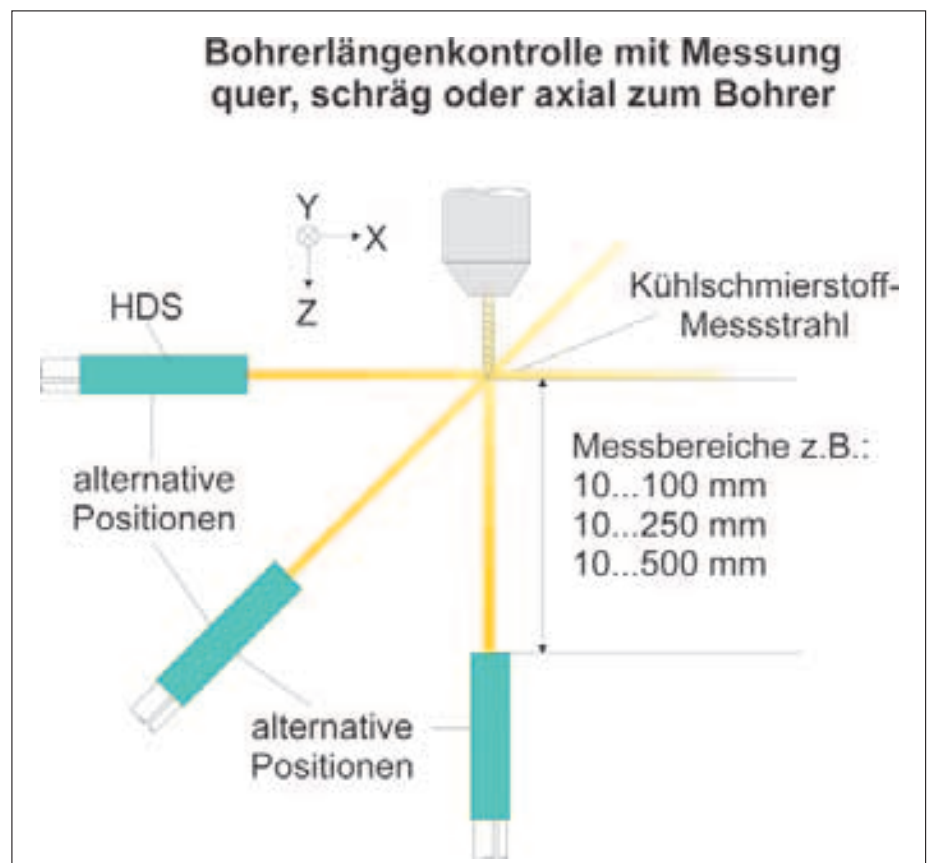 Bohrerlängenkontrolle mit Messung
quer, schräg oder axial zum Bohrer
Y
X
Z
HDS
Kühlschmierstoff-
Messstrahl
alternative
Positionen
Messbereiche z.B.:
10...100 mm
10...250 mm
10...500 mm
alternative
Positionen